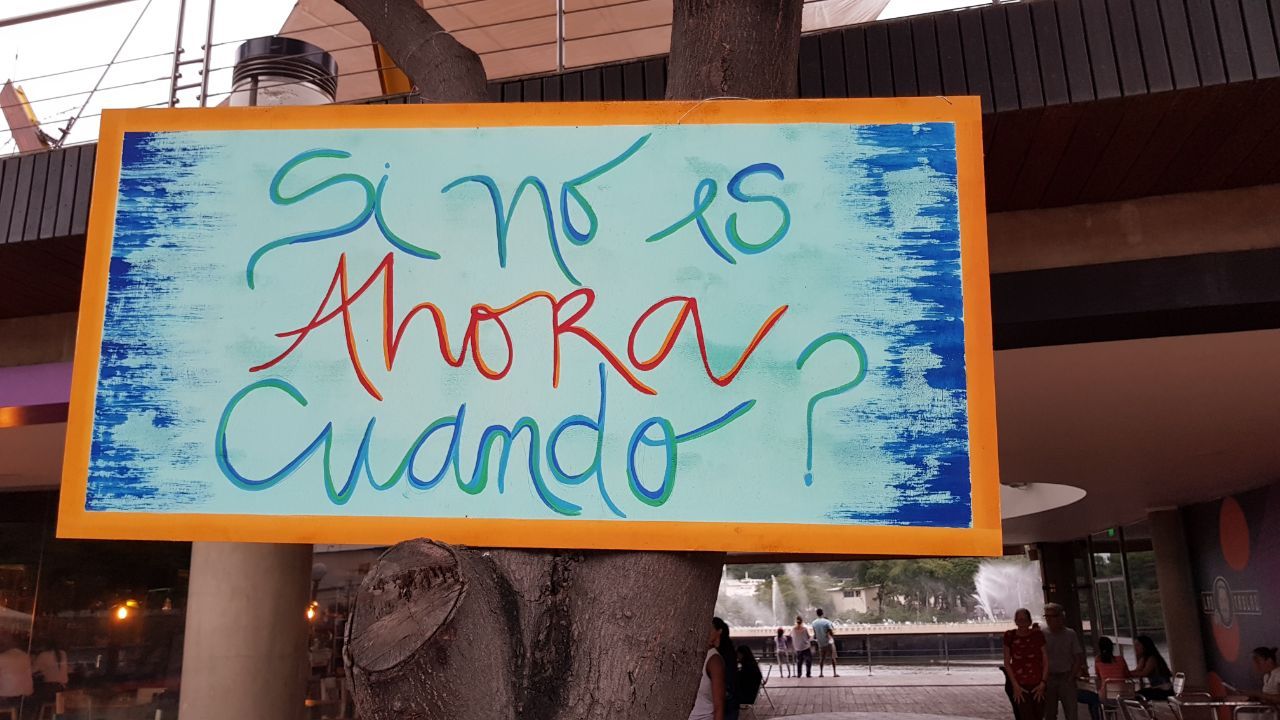 Si no es
AhoRa
Cuando ?